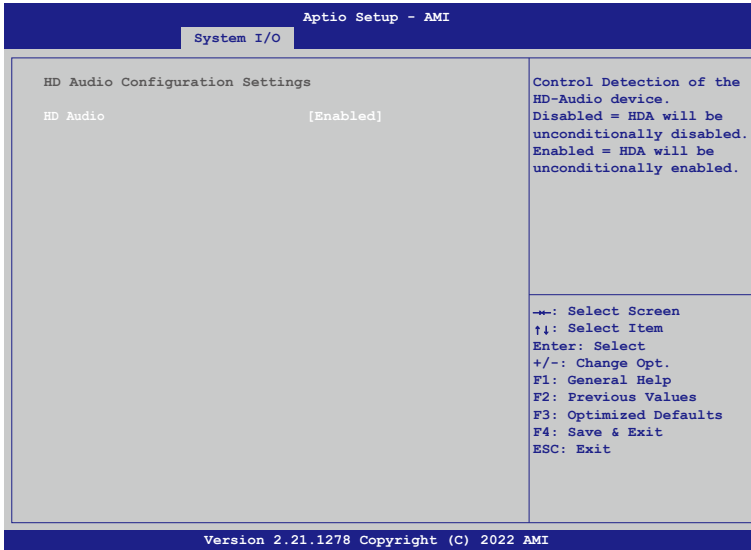 Aptio Setup - AMI
System I/O
HD Audio Configuration Settings
HD Audio [Enabled]
Control Detection of the
HD-Audio device.
Disabled = HDA will be
unconditionally disabled.
Enabled = HDA will be
unconditionally enabled.
→←: Select Screen
↑↓: Select Item
Enter: Select
+/-: Change Opt.
F1: General Help
F2: Previous Values
F3: Optimized Defaults
F4: Save & Exit
ESC: Exit
Version 2.21.1278 Copyright (C) 2022 AMI